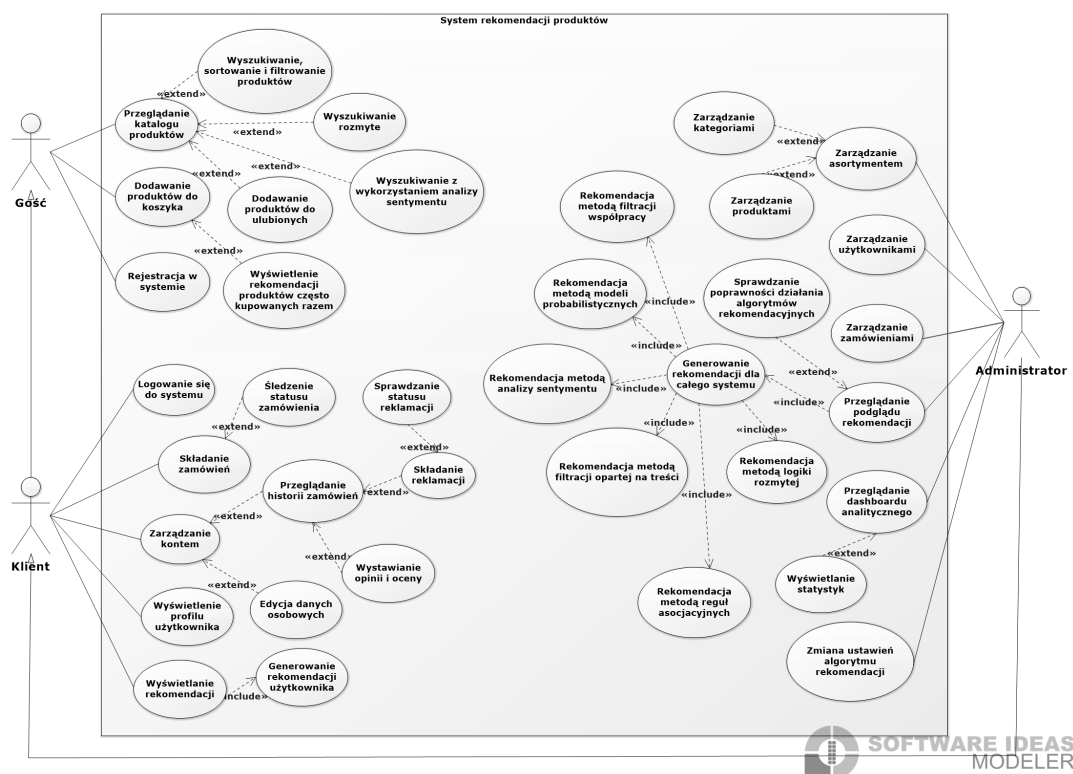 System rekomendacji produktów
Wyszukiwanie,
sortowanie i filtrowanie
produktów
«extend»
Przeglądanie
katalogu
produktów
«extend»
Wyszukiwanie
rozmyte
«extend»
Wyszukiwanie z
wykorzystaniem analizy
sentymentu
«extend»
Dodawanie
produktów do
koszyka
Dodawanie
produktów do
ulubionych
«extend»
Rejestracja w
systemie
Wyświetlenie
rekomendacji
produktów często
kupowanych razem
Gość
Zarządzanie
kategoriami
«extend»
Zarządzanie
asortymentem
«extend»
Zarządzanie
produktami
Rekomendacja
metodą filtracji
współpracy
Zarządzanie
użytkownikami
Rekomendacja
metodą modeli
probabilistycznych
«include»
Sprawdzanie
poprawności działania
algorytmów
rekomendacyjnych
Zarządzanie
zamówieniami
«include»
Generowanie
rekomendacji dla
całego systemu
«extend»
Rekomendacja metodą
analizy sentymentu
«include»
«include»
Przeglądanie
podglądu
rekomendacji
«include»
«include»
Rekomendacja metodą
filtracji opartej na treści
Rekomendacja
metodą logiki
rozmytej
«include»
Przeglądanie
dashboardu
analitycznego
«extend»
Wyświetlanie
statystyk
Rekomendacja
metodą reguł
asocjacyjnych
Zmiana ustawień
algorytmu
rekomendacji
Administrator
Logowanie się
do systemu
Śledzenie
statusu
zamówienia
Sprawdzanie
statusu
reklamacji
«extend»
«extend»
Składanie
zamówień
Przeglądanie
historii zamówień
Składanie
reklamacji
«extend»
«extend»
Zarządzanie
kontem
«extend»
Wystawianie
opinii i oceny
«extend»
Wyświetlenie
profilu
użytkownika
Edycja danych
osobowych
Wyświetlanie
rekomendacji
«include»
Generowanie
rekomendacji
użytkownika
Klient
SOFTWARE IDEAS
MODELER